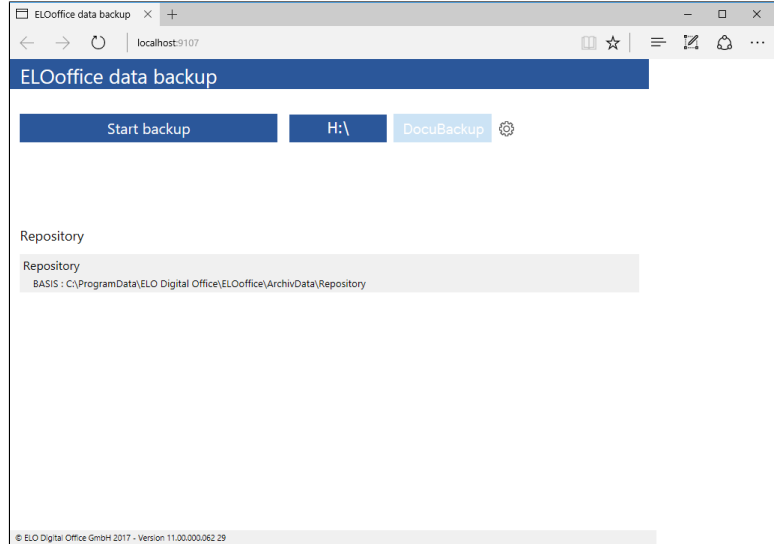 ELOoffice data backup
localhost:9107
ELOoffice data backup
Start backup H:\ DocuBackup
Repository
Repository
BASIS : C:\ProgramData\ELO Digital Office\ELOoffice\ArchivData\Repository
© ELO Digital Office GmbH 2017 - Version 11.00.000.062 29